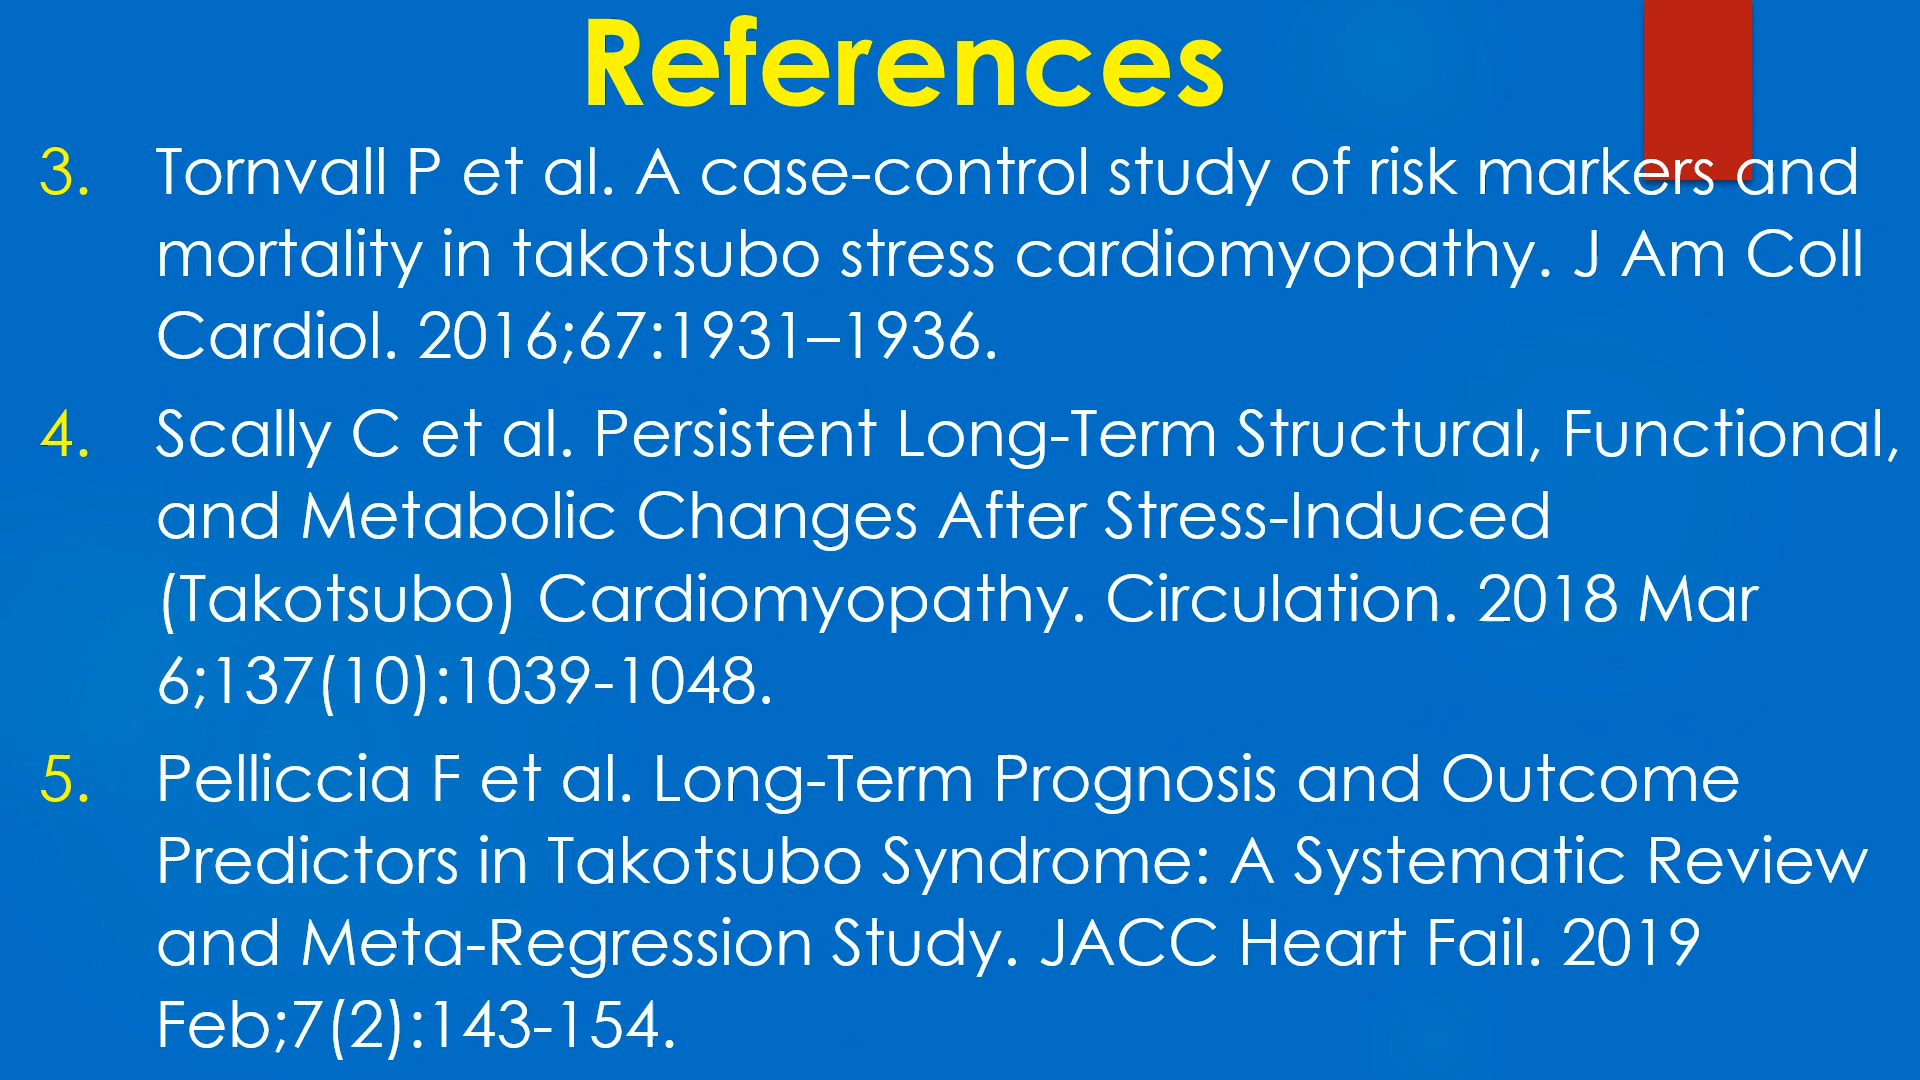 References
3. Tornvall P et al. A case-control study of risk markers and
mortality in takotsubo stress cardiomyopathy. J Am Coll
Cardiol. 2016;67:1931–1936.
4. Scally C et al. Persistent Long-Term Structural, Functional,
and Metabolic Changes After Stress-Induced
(Takotsubo) Cardiomyopathy. Circulation. 2018 Mar
6;137(10):1039-1048.
5. Pelliccia F et al. Long-Term Prognosis and Outcome
Predictors in Takotsubo Syndrome: A Systematic Review
and Meta-Regression Study. JACC Heart Fail. 2019
Feb;7(2):143-154.